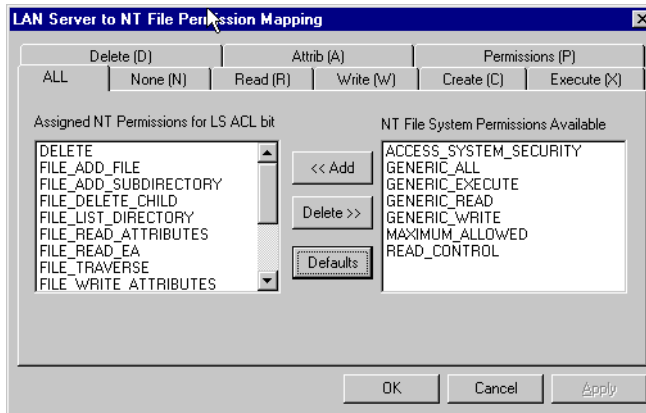 LAN Server to NT File Permission Mapping
Delete (D)
Attrib (A)
Permissions (P)
ALL
None (N)
Read (R)
Write (W)
Create (C)
Execute (X)
Assigned NT Permissions for LS ACL bit
DELETE
FILE_ADD_FILE
FILE_ADD_SUBDIRECTORY
FILE_DELETE_CHILD
FILE_LIST_DIRECTORY
FILE_READ_ATTRIBUTES
FILE_READ_EA
FILE_TRAVERSE
FILE_WRITE_ATTRIBUTES
<< Add
Delete >>
Defaults
NT File System Permissions Available
ACCESS_SYSTEM_SECURITY
GENERIC_ALL
GENERIC_EXECUTE
GENERIC_READ
GENERIC_WRITE
MAXIMUM_ALLOWED
READ_CONTROL
OK
Cancel
Apply